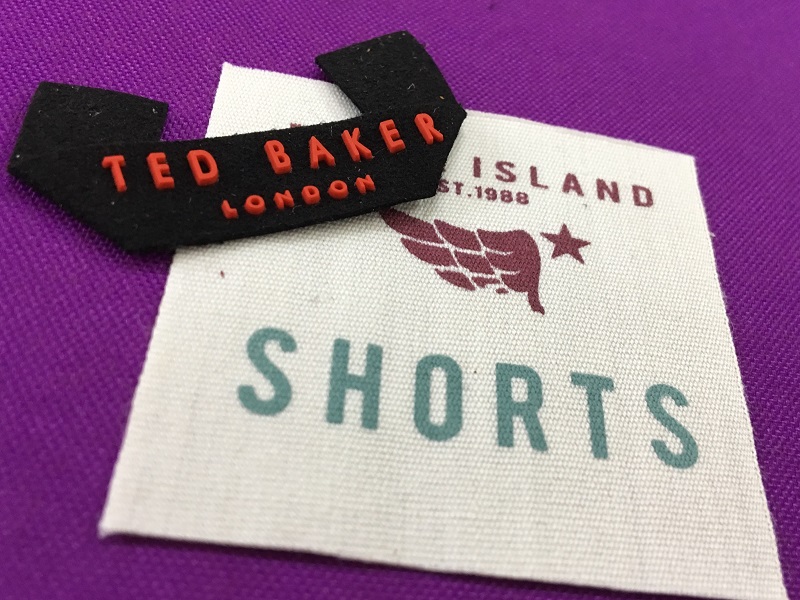 TED BAKER
LONDON
ISLAND
ST.1988
SHORTS